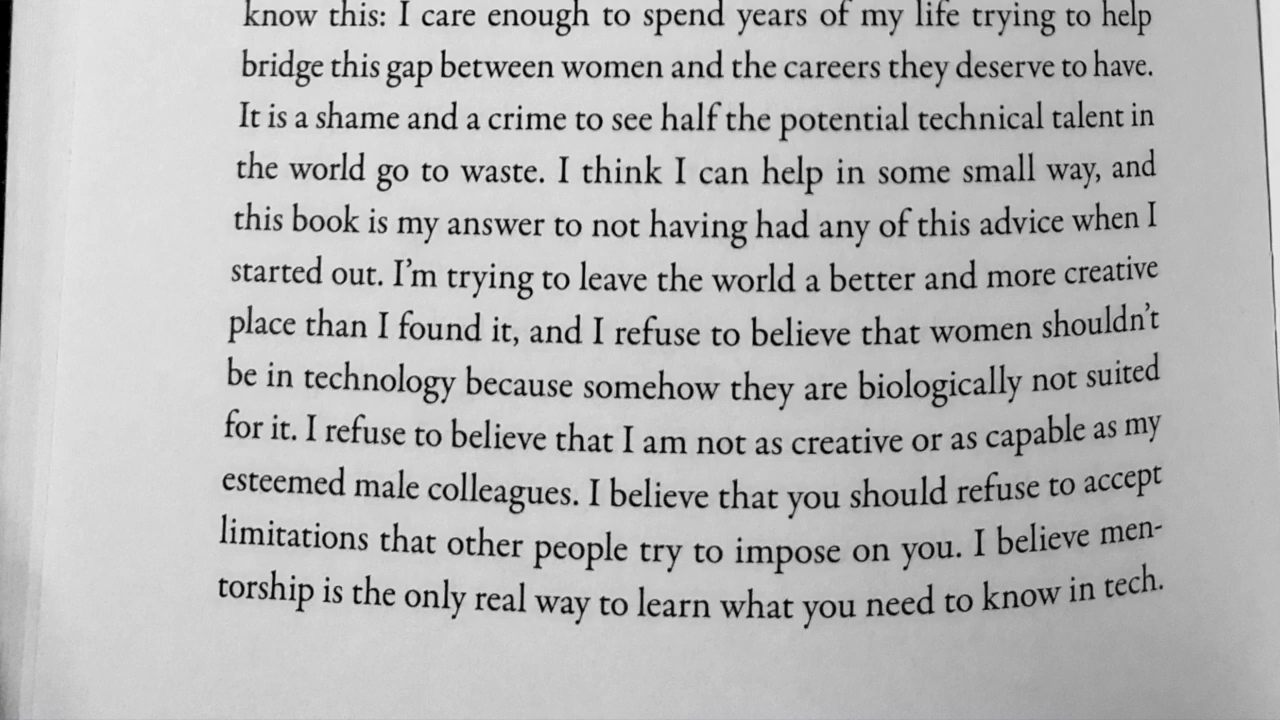 know this: I care enough to spend years of my life trying to help
bridge this gap between women and the careers they deserve to have.
It is a shame and a crime to see half the potential technical talent in
the world go to waste. I think I can help in some small way, and
this book is my answer to not having had any of this advice when I
started out. I'm trying to leave the world a better and more creative
place than I found it, and I refuse to believe that women shouldn't
be in technology because somehow they are biologically not suited
for it. I refuse to believe that I am not as creative or as capable as my
esteemed male colleagues. I believe that you should refuse to accept
limitations that other people try to impose on you. I believe men-
torship is the only real way to learn what you need to know in tech.